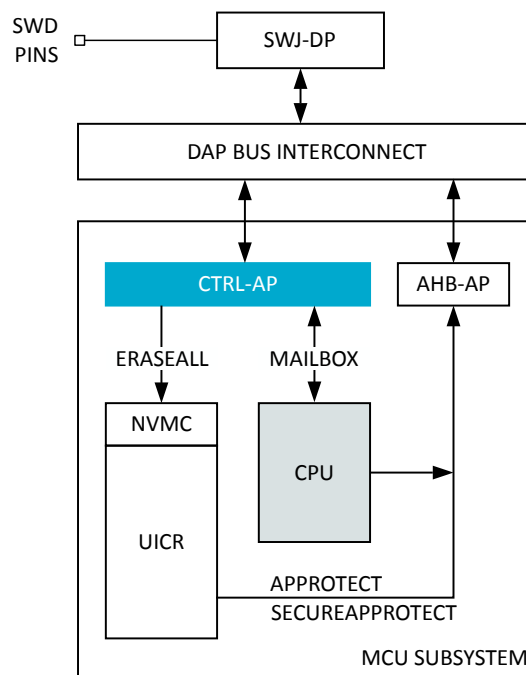 SWD
PINS
SWJ-DP
DAP BUS INTERCONNECT
CTRL-AP
AHB-AP
ERASEALL
MAILBOX
NVMC
CPU
UICR
APPROTECT
SECUREAPPROTECT
MCU SUBSYSTEM